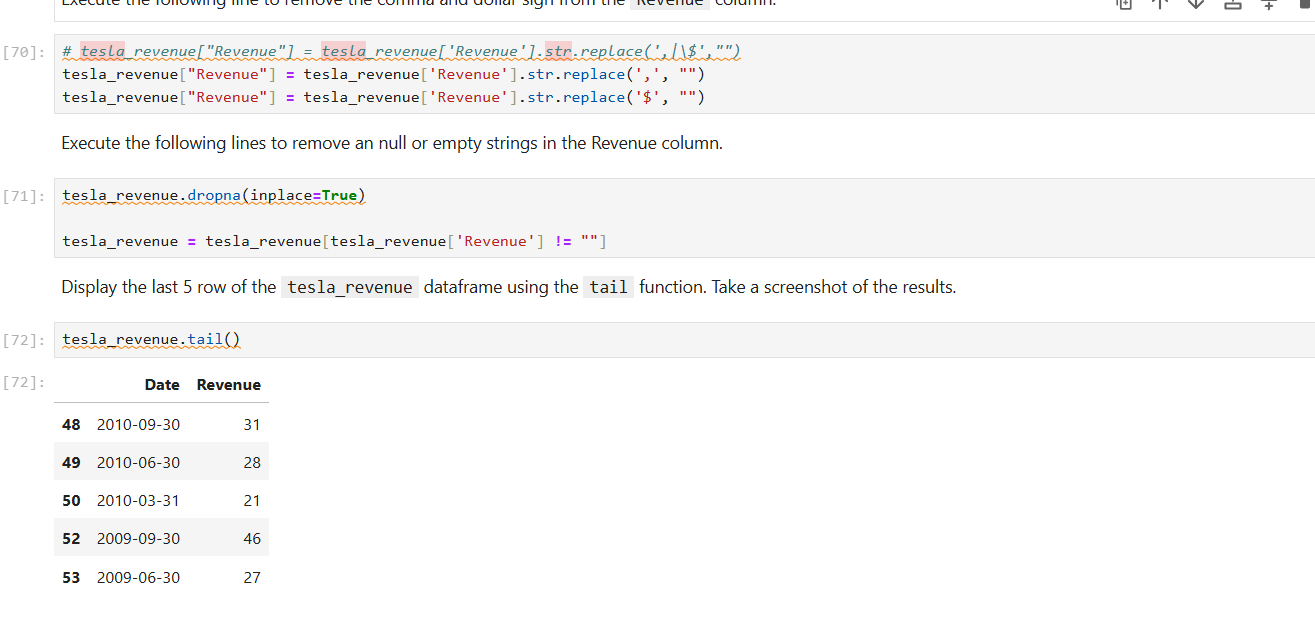 Execute the following line to remove the comma and dollar sign from the Revenue column.
[70]: # tesla_revenue["Revenue"] = tesla_revenue['Revenue'].str.replace(',|\$',"")
tesla_revenue["Revenue"] = tesla_revenue['Revenue'].str.replace(',', "")
tesla_revenue["Revenue"] = tesla_revenue['Revenue'].str.replace('$', "")
Execute the following lines to remove an null or empty strings in the Revenue column.
[71]: tesla_revenue.dropna(inplace=True)
tesla_revenue = tesla_revenue[tesla_revenue['Revenue'] != ""]
Display the last 5 row of the tesla_revenue dataframe using the tail function. Take a screenshot of the results.
[72]: tesla_revenue.tail()
[72]: Date Revenue
48 2010-09-30 31
49 2010-06-30 28
50 2010-03-31 21
52 2009-09-30 46
53 2009-06-30 27